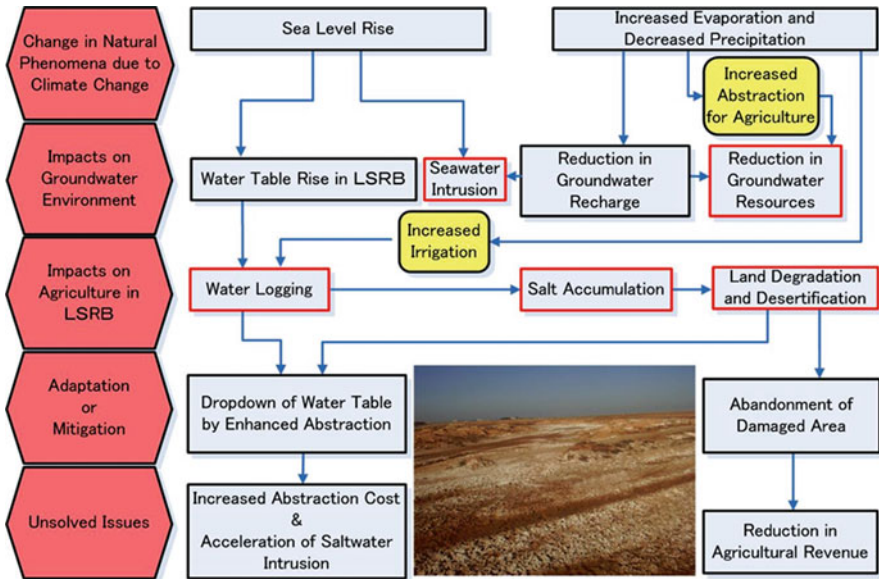 Change in Natural
Phenomena due to
Climate Change
Sea Level Rise
Increased Evaporation and
Decreased Precipitation
Increased
Abstraction
for Agriculture
Impacts on
Groundwater
Environment
Water Table Rise in LSRB
Seawater
Intrusion
Reduction in
Groundwater
Recharge
Reduction in
Groundwater
Resources
Increased
Irrigation
Impacts on
Agriculture in
LSRB
Water Logging
Salt Accumulation
Land Degradation
and Desertification
Adaptation
or
Mitigation
Dropdown of Water Table
by Enhanced Abstraction
Abandonment of
Damaged Area
Unsolved Issues
Increased Abstraction Cost
&
Acceleration of Saltwater
Intrusion
Reduction in
Agricultural Revenue